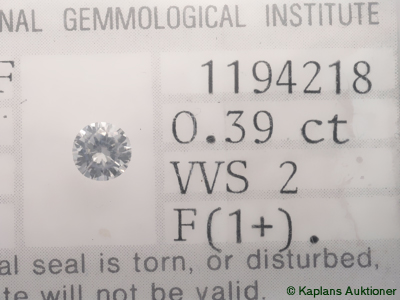 NAL GEMMOLOGICAL INSTITUTE
F
1194218
0.39 ct
VVS 2
F(1+).
al seal is torn, or disturbed,
te will not be valid.
© Kaplans Auktioner